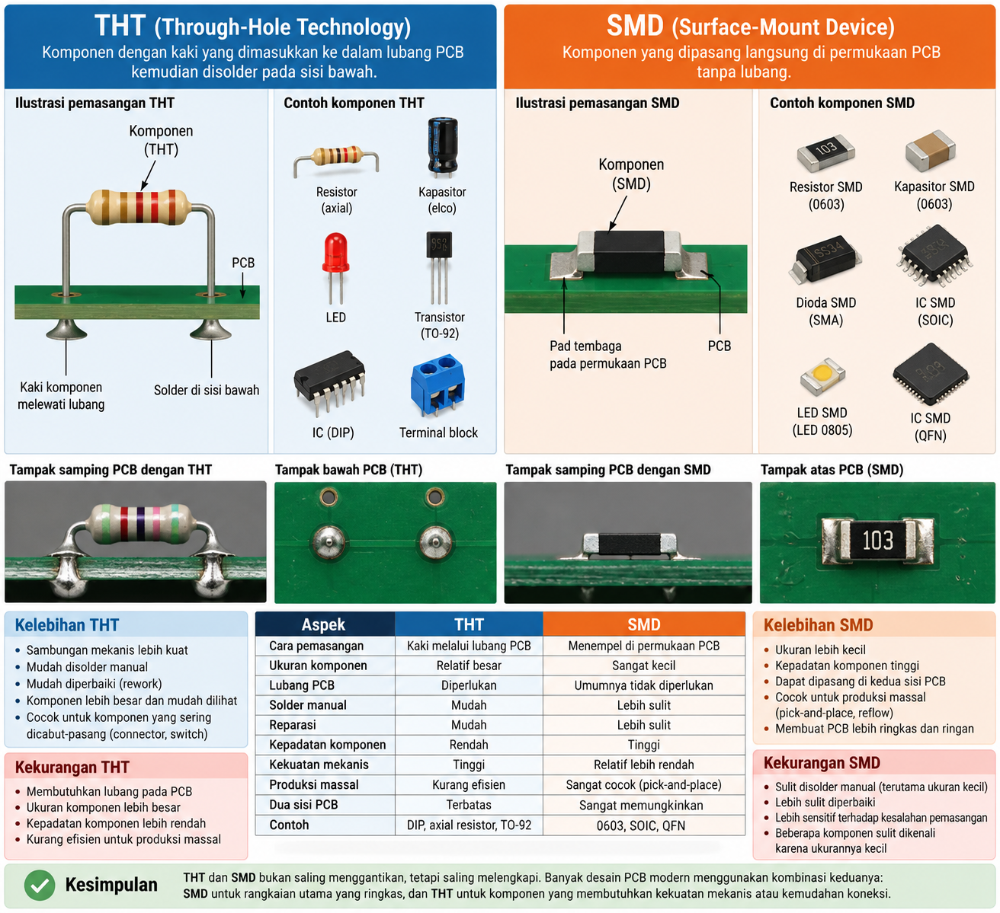 THT (Through-Hole Technology)
Komponen dengan kaki yang dimasukkan ke dalam lubang PCB
kemudian disolder pada sisi bawah.
SMD (Surface-Mount Device)
Komponen yang dipasang langsung di permukaan PCB
tanpa lubang.
Ilustrasi pemasangan THT
Komponen
(THT)
PCB
Kaki komponen
melewati lubang
Solder di sisi bawah
Contoh komponen THT
Resistor
(axial)
Kapasitor
(elco)
LED
Transistor
(TO-92)
IC (DIP)
Terminal block
Ilustrasi pemasangan SMD
Komponen
(SMD)
Pad tembaga
pada permukaan PCB
PCB
Contoh komponen SMD
103
Resistor SMD
(0603)
Kapasitor SMD
(0603)
SS34
Dioda SMD
(SMA)
IC SMD
(SOIC)
LED SMD
(LED 0805)
IC SMD
(QFN)
Tampak samping PCB dengan THT
Tampak bawah PCB (THT)
Tampak samping PCB dengan SMD
Tampak atas PCB (SMD)
103
Kelebihan THT
• Sambungan mekanis lebih kuat
• Mudah disolder manual
• Mudah diperbaiki (rework)
• Komponen lebih besar dan mudah dilihat
• Cocok untuk komponen yang sering
dicabut-pasang (connector, switch)
Kekurangan THT
• Membutuhkan lubang pada PCB
• Ukuran komponen lebih besar
• Kepadatan komponen lebih rendah
• Kurang efisien untuk produksi massal
Aspek THT SMD
Cara pemasangan Kaki melalui lubang PCB Menempel di permukaan PCB
Ukuran komponen Relatif besar Sangat kecil
Lubang PCB Diperlukan Umumnya tidak diperlukan
Solder manual Mudah Lebih sulit
Reparasi Mudah Lebih sulit
Kepadatan komponen Rendah Tinggi
Kekuatan mekanis Tinggi Relatif lebih rendah
Produksi massal Kurang efisien Sangat cocok (pick-and-place)
Dua sisi PCB Terbatas Sangat memungkinkan
Contoh DIP, axial resistor, TO-92 0603, SOIC, QFN
Kelebihan SMD
• Ukuran lebih kecil
• Kepadatan komponen tinggi
• Dapat dipasang di kedua sisi PCB
• Cocok untuk produksi massal
(pick-and-place, reflow)
• Membuat PCB lebih ringkas dan ringan
Kekurangan SMD
• Sulit disolder manual (terutama ukuran kecil)
• Lebih sulit diperbaiki
• Lebih sensitif terhadap kesalahan pemasangan
• Beberapa komponen sulit dikenali
karena ukurannya kecil
Kesimpulan
THT dan SMD bukan saling menggantikan, tetapi saling melengkapi. Banyak desain PCB modern menggunakan kombinasi keduanya:
SMD untuk rangkaian utama yang ringkas, dan THT untuk komponen yang membutuhkan kekuatan mekanis atau kemudahan koneksi.